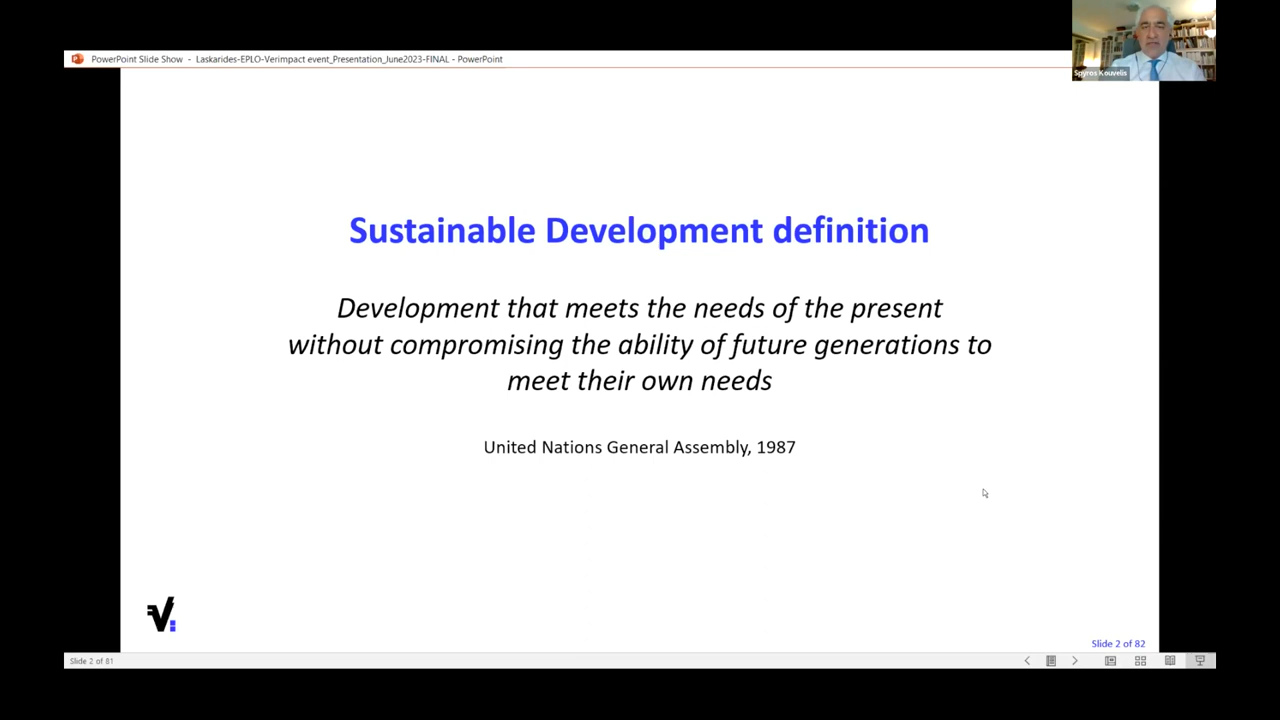 PowerPoint Slide Show - Laskarides-EPLO-Verimpact event_Presentation_June2023-FINAL - PowerPoint
Spyros Kouvelis
Sustainable Development definition
Development that meets the needs of the present
without compromising the ability of future generations to
meet their own needs
United Nations General Assembly, 1987
Slide 2 of 82
Slide 2 of 81